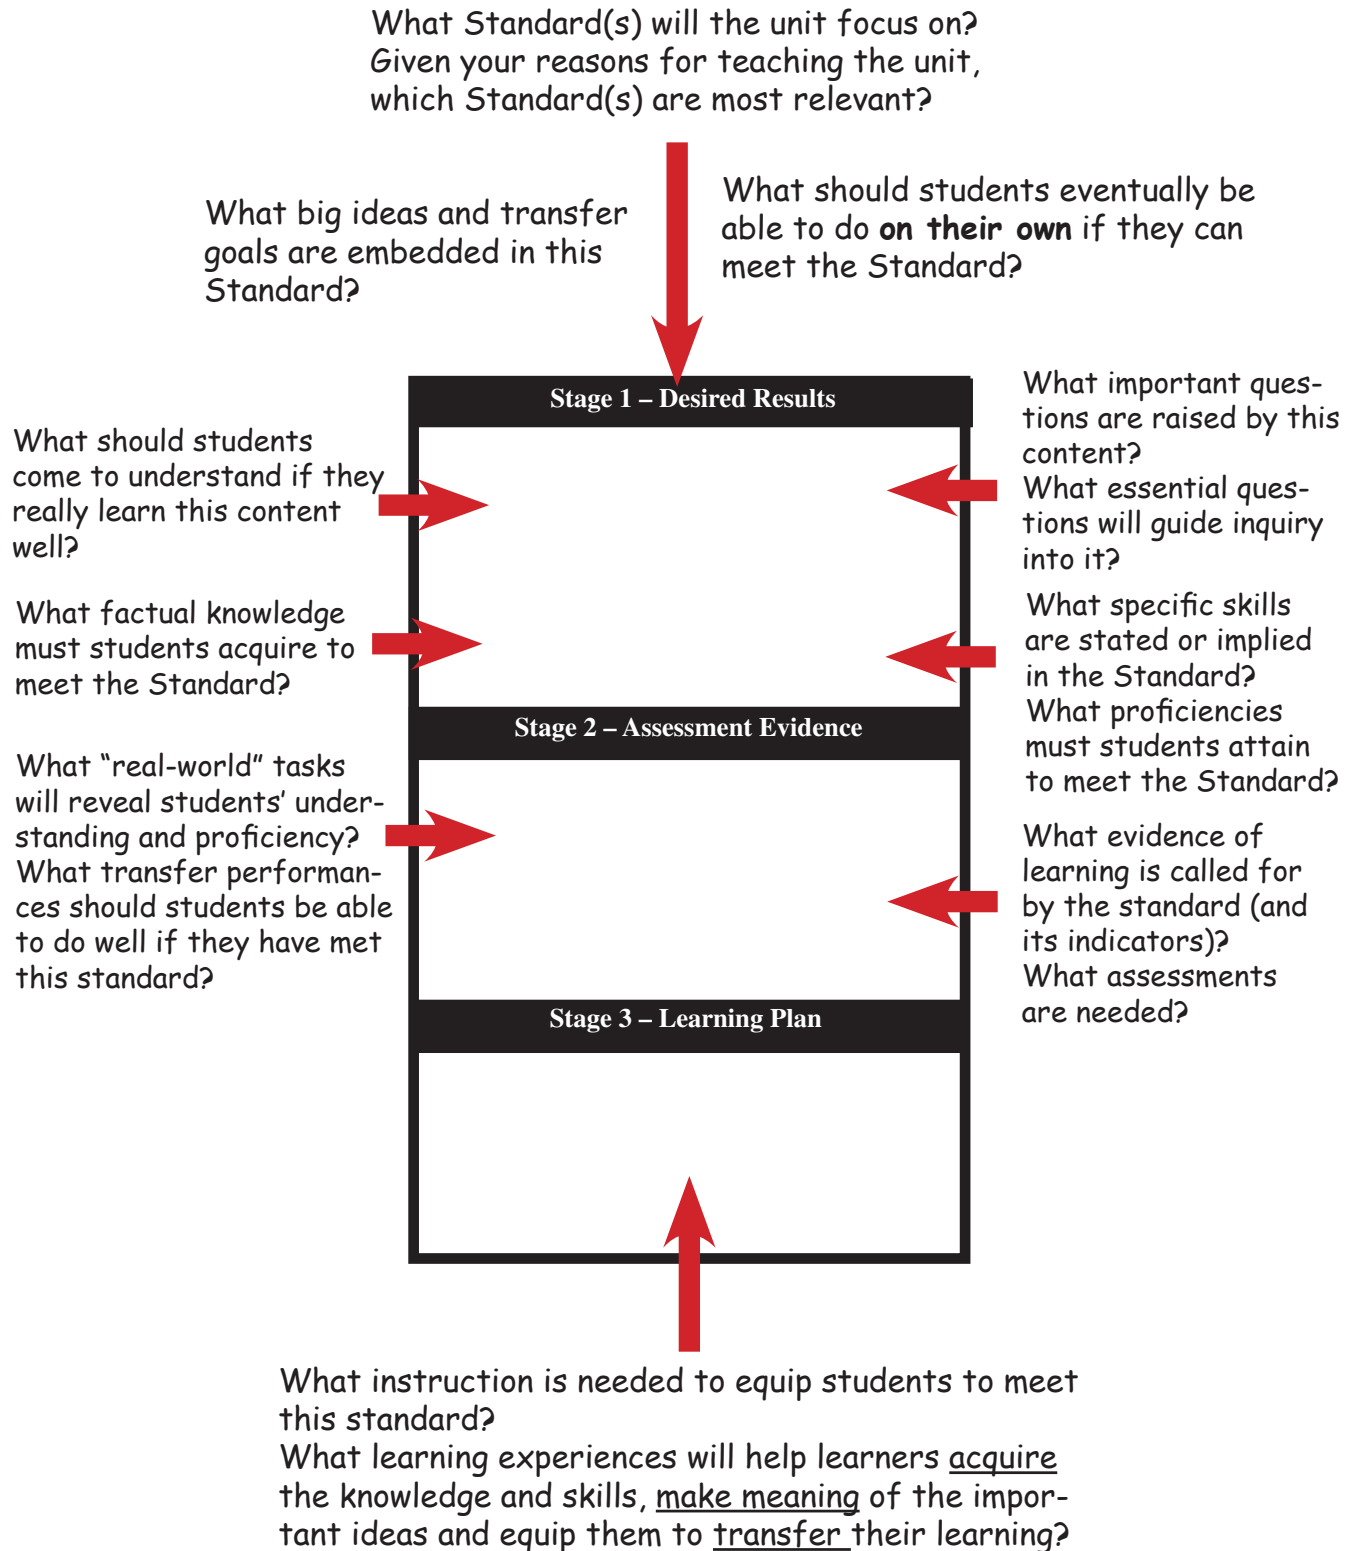 What Standard(s) will the unit focus on?
Given your reasons for teaching the unit,
which Standard(s) are most relevant?
What big ideas and transfer
goals are embedded in this
Standard?
What should students eventually be
able to do on their own if they can
meet the Standard?
Stage 1 – Desired Results
What should students
come to understand if they
really learn this content
well?
What important ques-
tions are raised by this
content?
What essential ques-
tions will guide inquiry
into it?
What factual knowledge
must students acquire to
meet the Standard?
What specific skills
are stated or implied
in the Standard?
What proficiencies
must students attain
to meet the Standard?
Stage 2 – Assessment Evidence
What “real-world” tasks
will reveal students’ under-
standing and proficiency?
What transfer performan-
ces should students be able
to do well if they have met
this standard?
What evidence of
learning is called for
by the standard (and
its indicators)?
What assessments
are needed?
Stage 3 – Learning Plan
What instruction is needed to equip students to meet
this standard?
What learning experiences will help learners acquire
the knowledge and skills, make meaning of the impor-
tant ideas and equip them to transfer their learning?